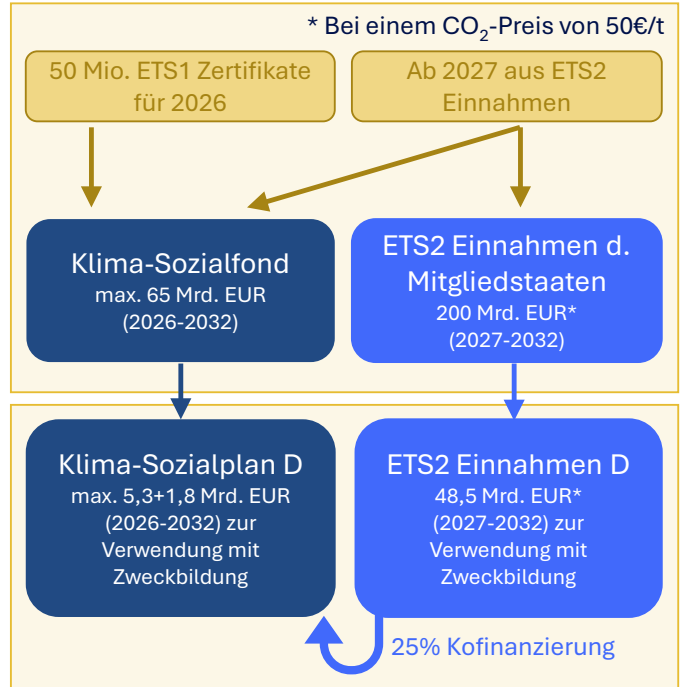 * Bei einem CO₂-Preis von 50€/t
50 Mio. ETS1 Zertifikate
für 2026
Ab 2027 aus ETS2
Einnahmen
Klima-Sozialfond
max. 65 Mrd. EUR
(2026-2032)
ETS2 Einnahmen d.
Mitgliedstaaten
200 Mrd. EUR*
(2027-2032)
Klima-Sozialplan D
max. 5,3+1,8 Mrd. EUR
(2026-2032) zur
Verwendung mit
Zweckbildung
ETS2 Einnahmen D
48,5 Mrd. EUR*
(2027-2032) zur
Verwendung mit
Zweckbildung
25% Kofinanzierung